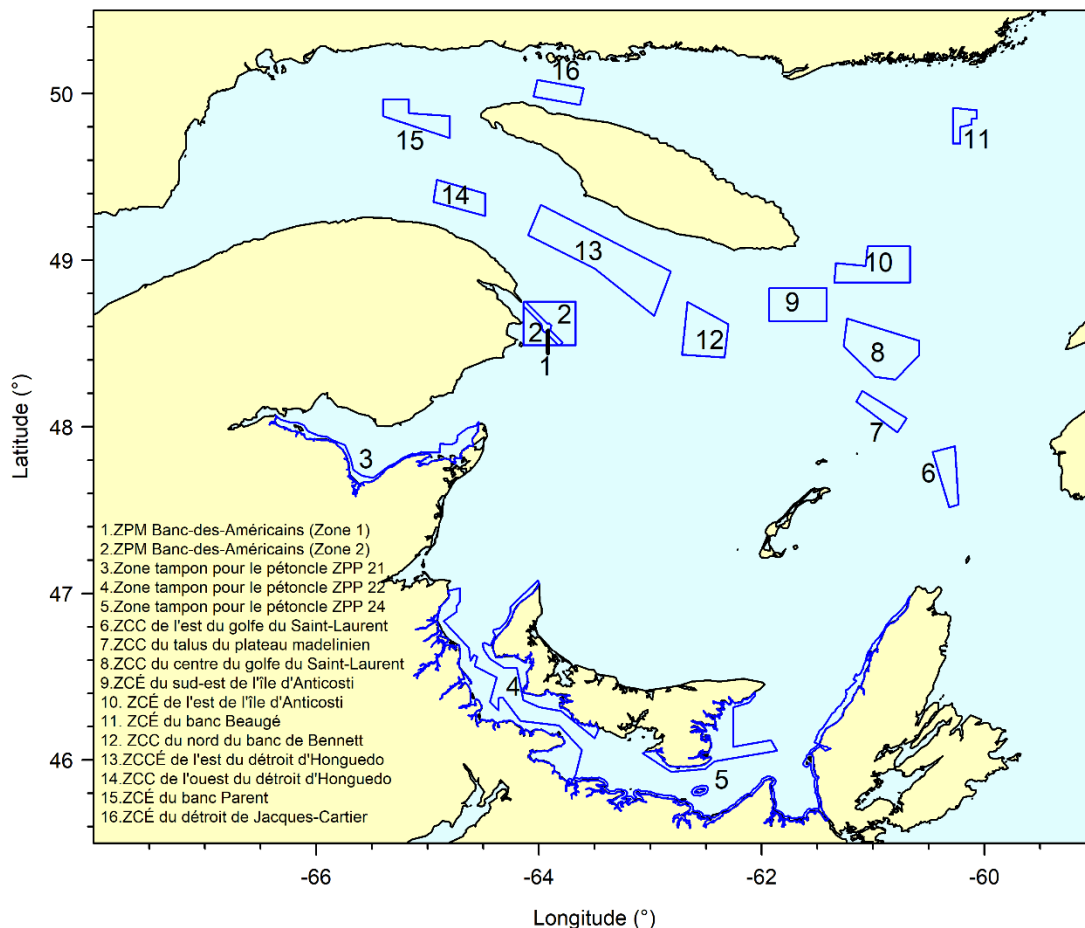 16
50
15
11
14
13
49
10
9
2
2
12
8
1
48
7
3
6
Latitude (°)
1.ZPM Banc-des-Américains (Zone 1)
2.ZPM Banc-des-Américains (Zone 2)
3.Zone tampon pour le pétoncle ZPP 21
4.Zone tampon pour le pétoncle ZPP 22
5.Zone tampon pour le pétoncle ZPP 24
6.ZCC de l'est du golfe du Saint-Laurent
7.ZCC du talus du plateau madelinien
8.ZCC du centre du golfe du Saint-Laurent
9.ZCÉ du sud-est de l'île d'Anticosti
10. ZCÉ de l'est de l'île d'Anticosti
11. ZCÉ du banc Beaugé
12. ZCC du nord du banc de Bennett
13.ZCCÉ de l'est du détroit d'Honguedo
14.ZCC de l'ouest du détroit d'Honguedo
15.ZCÉ du banc Parent
16.ZCÉ du détroit de Jacques-Cartier
47
4
46
5
-66
-64
-62
-60
Longitude (°)